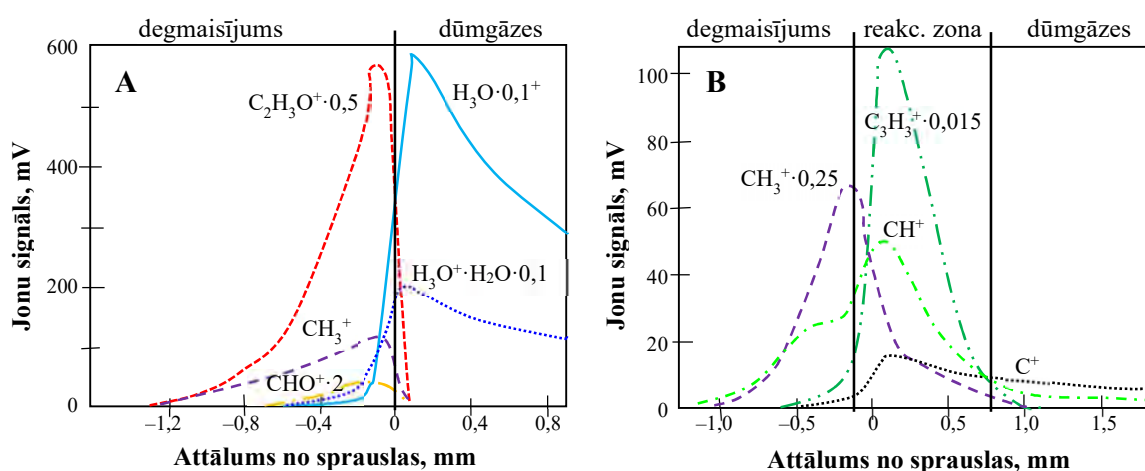 degmaisījums dūmgāzes
A
600
400
200
0
Jonu signāls, mV
C₂H₃O⁺·0,5
H₃O·0,1⁺
H₃O⁺·H₂O·0,1
CH₃⁺
CHO⁺·2
–1,2 –0,4 –0,4 0 0,4 0,8
Attālums no sprauslas, mm
degmaisījums reakc. zona dūmgāzes
B
100
80
60
40
20
0
Jonu signāls, mV
C₃H₃⁺·0,015
CH₃⁺·0,25
CH⁺
C⁺
–1,0 –0,5 0 0,5 1,0 1,5
Attālums no sprauslas, mm